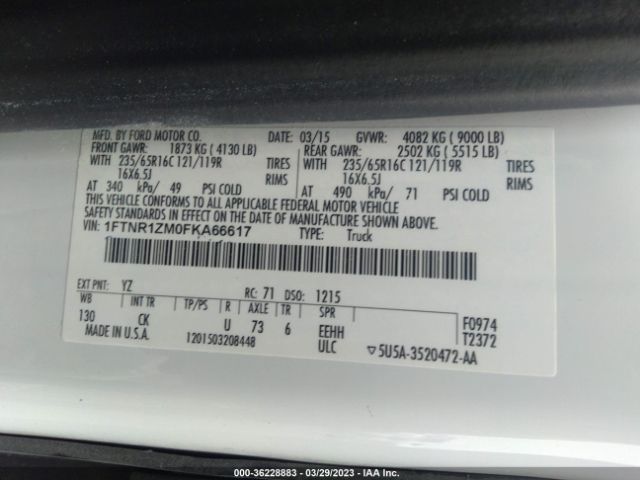 MFD. BY FORD MOTOR CO. DATE: 03/15 GVWR: 4082 KG ( 9000 LB)
FRONT GAWR: 1873 KG ( 4130 LB) REAR GAWR: 2502 KG ( 5515 LB)
WITH 235/65R16C 121/119R TIRES WITH 235/65R16C 121/119R TIRES
16X6.5J RIMS 16X6.5J RIMS
AT 340 kPa/ 49 PSI COLD AT 490 kPa/ 71 PSI COLD
THIS VEHICLE CONFORMS TO ALL APPLICABLE FEDERAL MOTOR VEHICLE
SAFETY STANDARDS IN EFFECT ON THE DATE OF MANUFACTURE SHOWN ABOVE.
VIN: 1FTNR1ZM0FKA66617 TYPE: Truck
EXT PNT: YZ RC: 71 DSO: 1215
WB INT TR TP/PS R AXLE TR SPR
130 CK U 73 6 EEHH F0974
MADE IN U.S.A. 1201503208448 ULC T2372
▽5U5A-3520472-AA
000-36228883 — 03/29/2023 — IAA Inc.